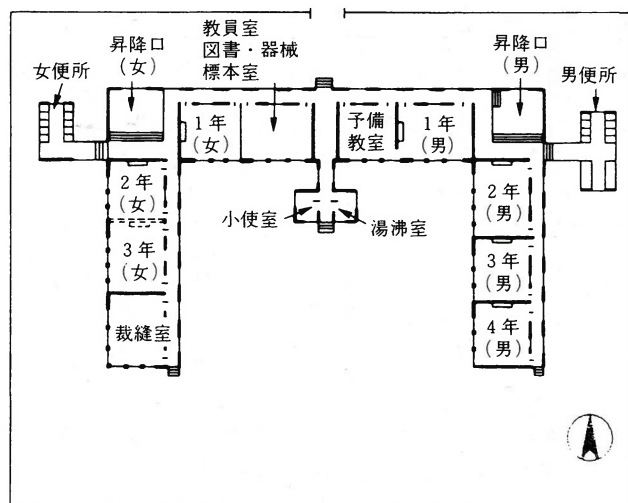 教員室
図書・器械
標本室
昇降口
(女)
昇降口
(男)
女便所
男便所
1年
(女)
予備
教室
1年
(男)
2年
(女)
2年
(男)
小使室
湯沸室
3年
(女)
3年
(男)
裁縫室
4年
(男)